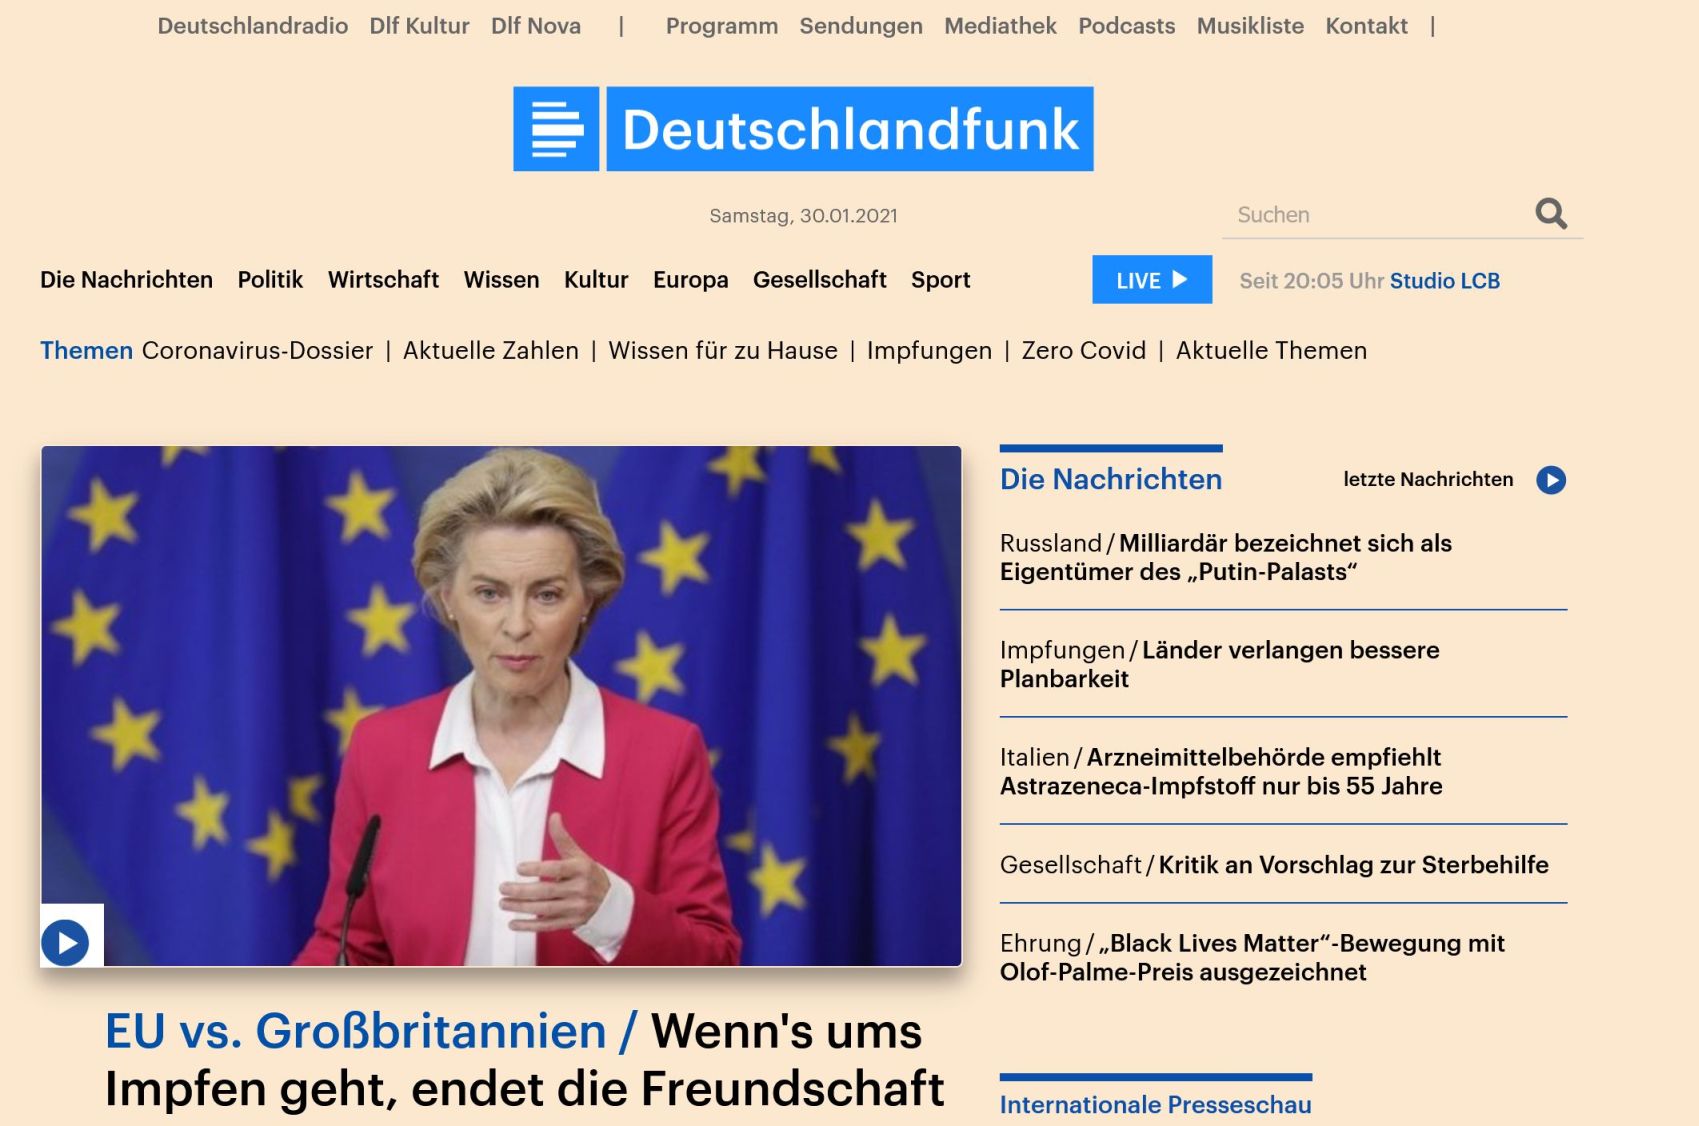 Deutschlandradio Dlf Kultur Dlf Nova | Programm Sendungen Mediathek Podcasts Musikliste Kontakt |
Deutschlandfunk
Samstag, 30.01.2021
Suchen
Die Nachrichten Politik Wirtschaft Wissen Kultur Europa Gesellschaft Sport
LIVE Seit 20:05 Uhr Studio LCB
Themen Coronavirus-Dossier | Aktuelle Zahlen | Wissen für zu Hause | Impfungen | Zero Covid | Aktuelle Themen
EU vs. Großbritannien / Wenn's ums
Impfen geht, endet die Freundschaft
Die Nachrichten letzte Nachrichten
Russland / Milliardär bezeichnet sich als
Eigentümer des „Putin-Palasts“
Impfungen / Länder verlangen bessere
Planbarkeit
Italien / Arzneimittelbehörde empfiehlt
Astrazeneca-Impfstoff nur bis 55 Jahre
Gesellschaft / Kritik an Vorschlag zur Sterbehilfe
Ehrung / „Black Lives Matter“-Bewegung mit
Olof-Palme-Preis ausgezeichnet
Internationale Presseschau